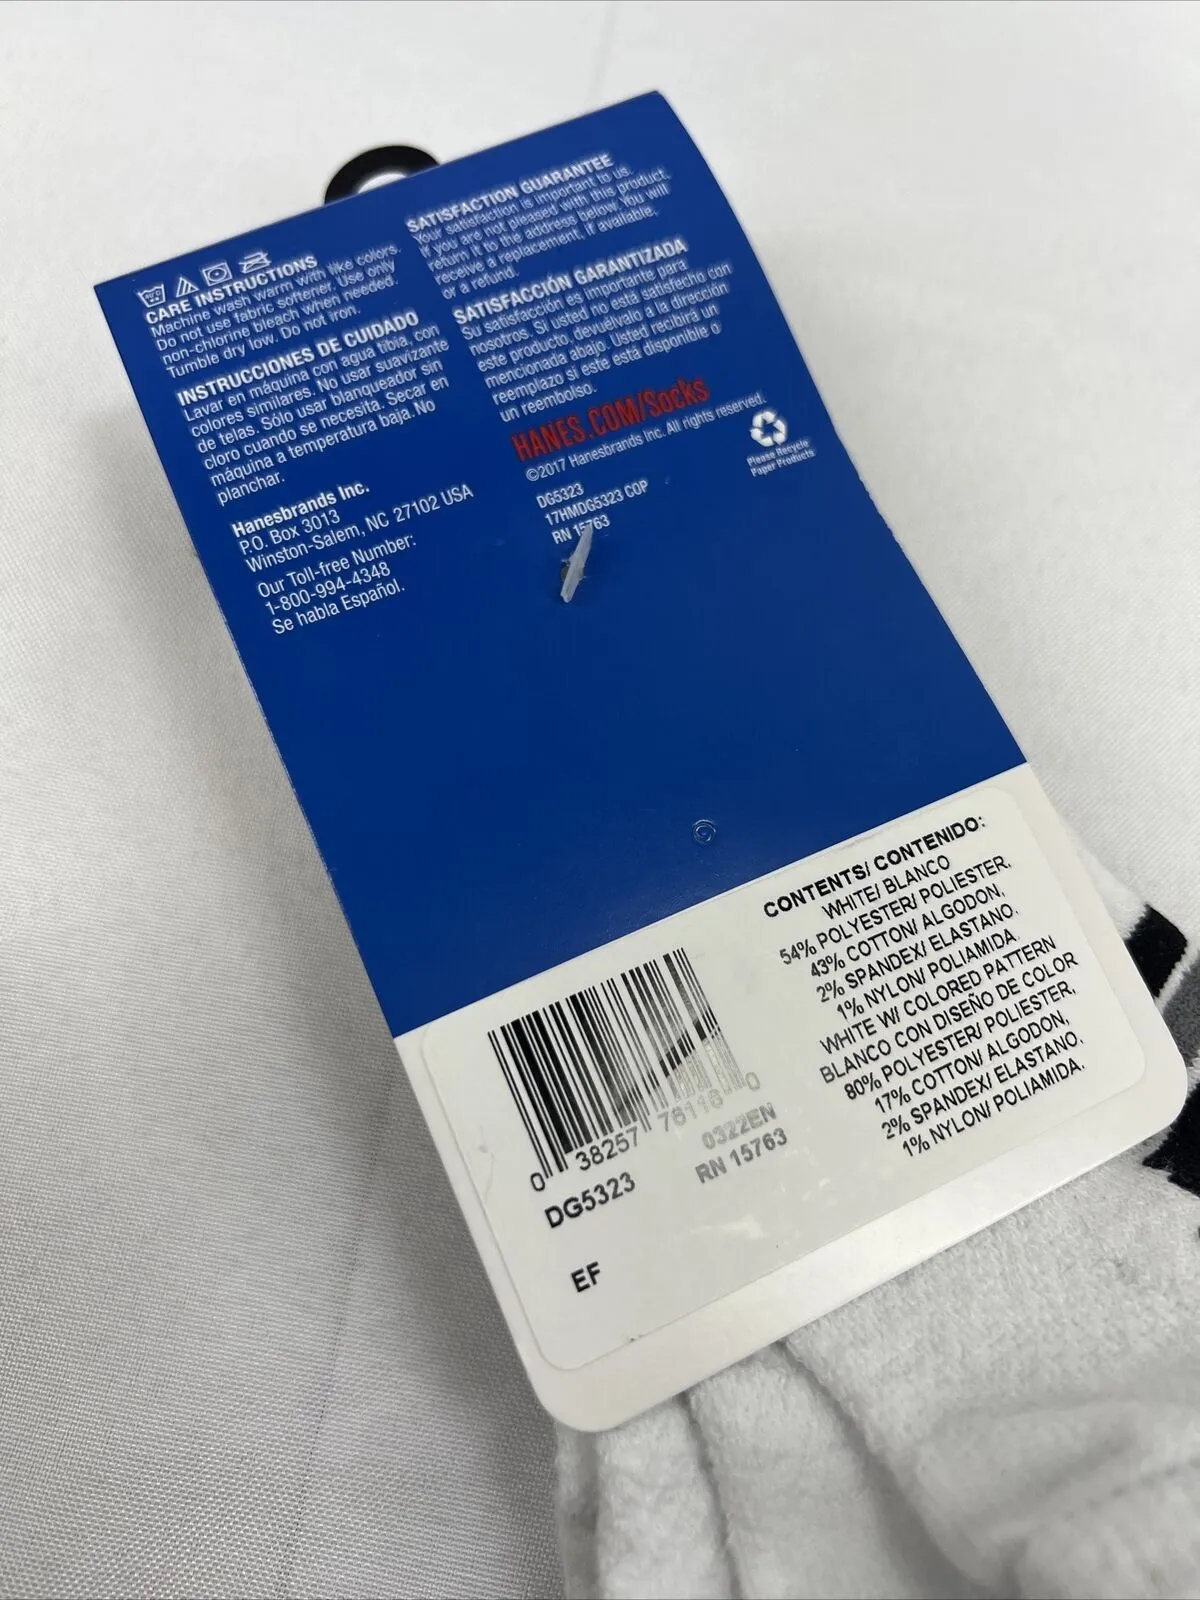 CARE INSTRUCTIONS
Machine wash warm with like colors.
Do not use fabric softener. Use only
non-chlorine bleach when needed.
Tumble dry low. Do not iron.
INSTRUCCIONES DE CUIDADO
Lavar en máquina con agua tibia, con
colores similares. No usar suavizante
de telas. Sólo usar blanqueador sin
cloro cuando se necesita. Secar en
máquina a temperatura baja. No
planchar.
Hanesbrands Inc.
P.O. Box 3013
Winston-Salem, NC 27102 USA
Our Toll-free Number:
1-800-994-4348
Se habla Español.
SATISFACTION GUARANTEE
Your satisfaction is important to us.
If you are not pleased with this product,
return it to the address below. You will
receive a replacement, if available,
or a refund.
SATISFACCIÓN GARANTIZADA
Su satisfacción es importante para
nosotros. Si usted no está satisfecho con
este producto, devuélvalo a la dirección
mencionada abajo. Usted recibirá un
reemplazo si este está disponible o
un reembolso.
HANES.COM/Socks
©2017 Hanesbrands Inc. All rights reserved.
Please Recycle
Paper Products
DG5323
17HMDG5323 COP
RN 15763
CONTENTS/ CONTENIDO:
WHITE/ BLANCO
54% POLYESTER/ POLIESTER,
43% COTTON/ ALGODON,
2% SPANDEX/ ELASTANO,
1% NYLON/ POLIAMIDA.
WHITE W/ COLORED PATTERN
BLANCO CON DISEÑO DE COLOR
80% POLYESTER/ POLIESTER,
17% COTTON/ ALGODON,
2% SPANDEX/ ELASTANO,
1% NYLON/ POLIAMIDA.
0 38257 76116 0
DG5323
0322EN
RN 15763
EF